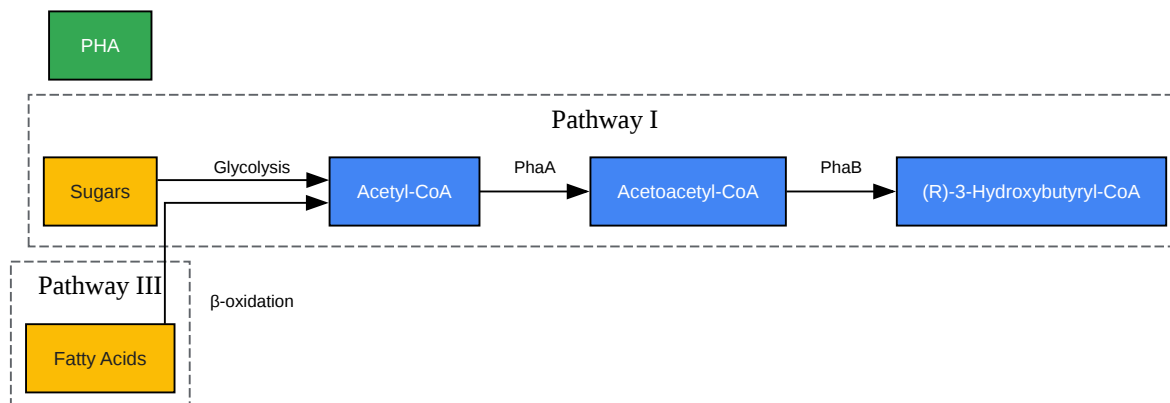 PHA
Pathway I
Glycolysis
PhaA
PhaB
Sugars
Acetyl-CoA
Acetoacetyl-CoA
(R)-3-Hydroxybutyryl-CoA
Pathway III
β-oxidation
Fatty Acids